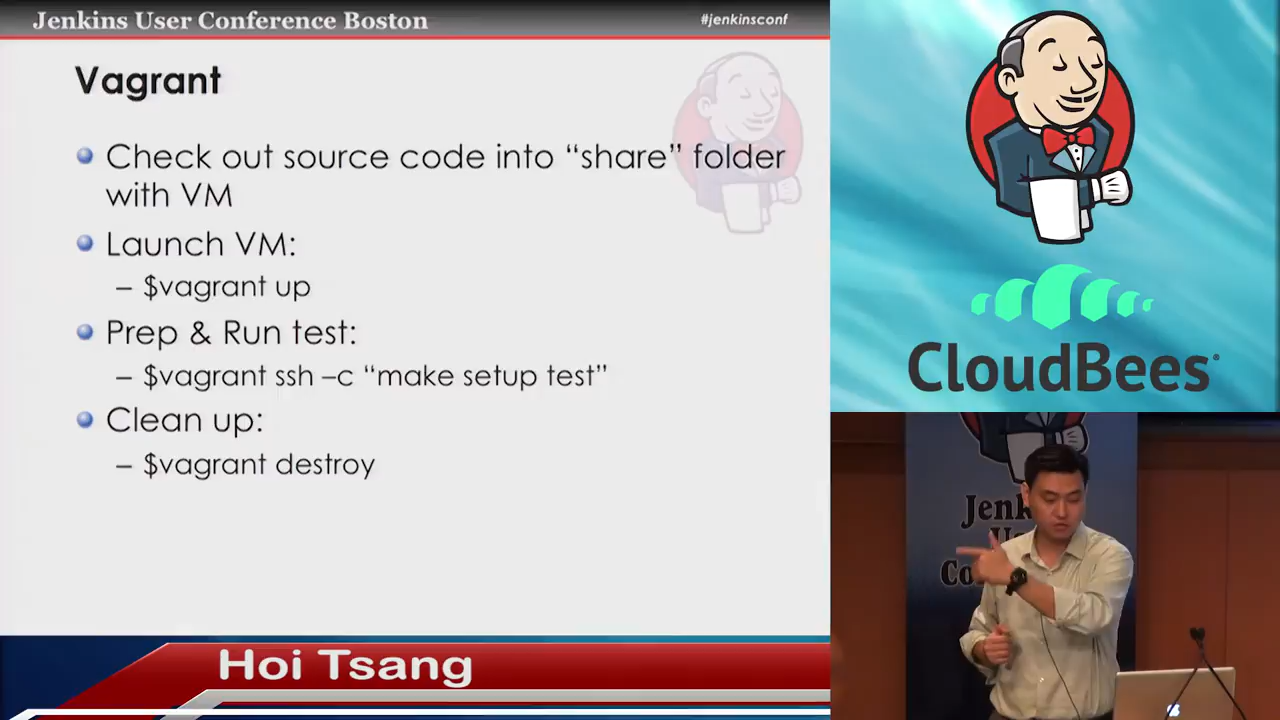 Jenkins User Conference Boston
#jenkinsconf
Vagrant
Check out source code into “share” folder
with VM
Launch VM:
– $vagrant up
Prep & Run test:
– $vagrant ssh –c “make setup test”
Clean up:
– $vagrant destroy
Hoi Tsang
CloudBees®